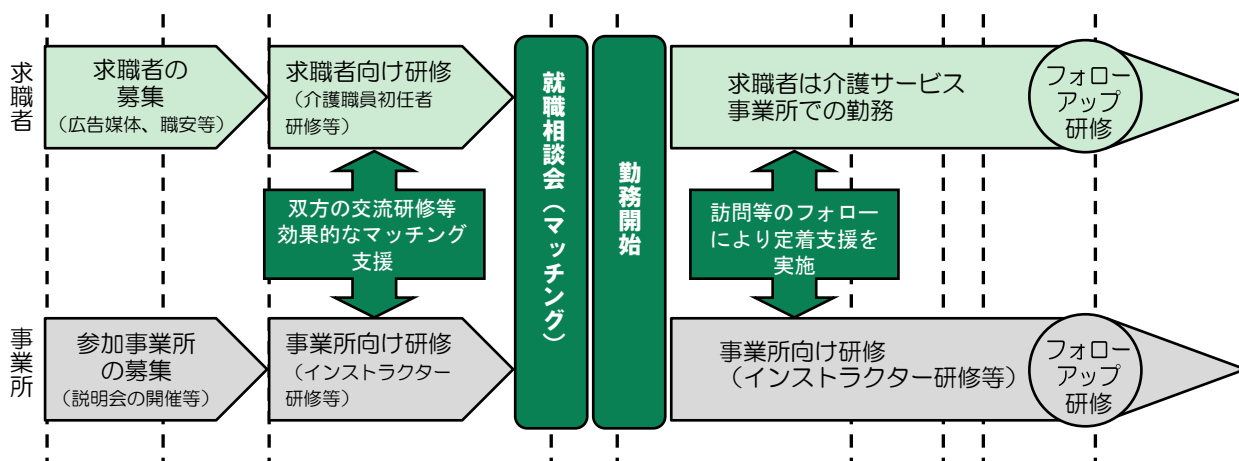 求職者
求職者の
募集
（広告媒体、職安等）
求職者向け研修
（介護職員初任者
研修等）
就職相談会（マッチング）
勤務開始
求職者は介護サービス
事業所での勤務
フォロー
アップ
研修
双方の交流研修等
効果的なマッチング
支援
訪問等のフォロー
により定着支援を
実施
事業所
参加事業所
の募集
（説明会の開催等）
事業所向け研修
（インストラクター
研修等）
事業所向け研修
（インストラクター研修等）
フォロー
アップ
研修